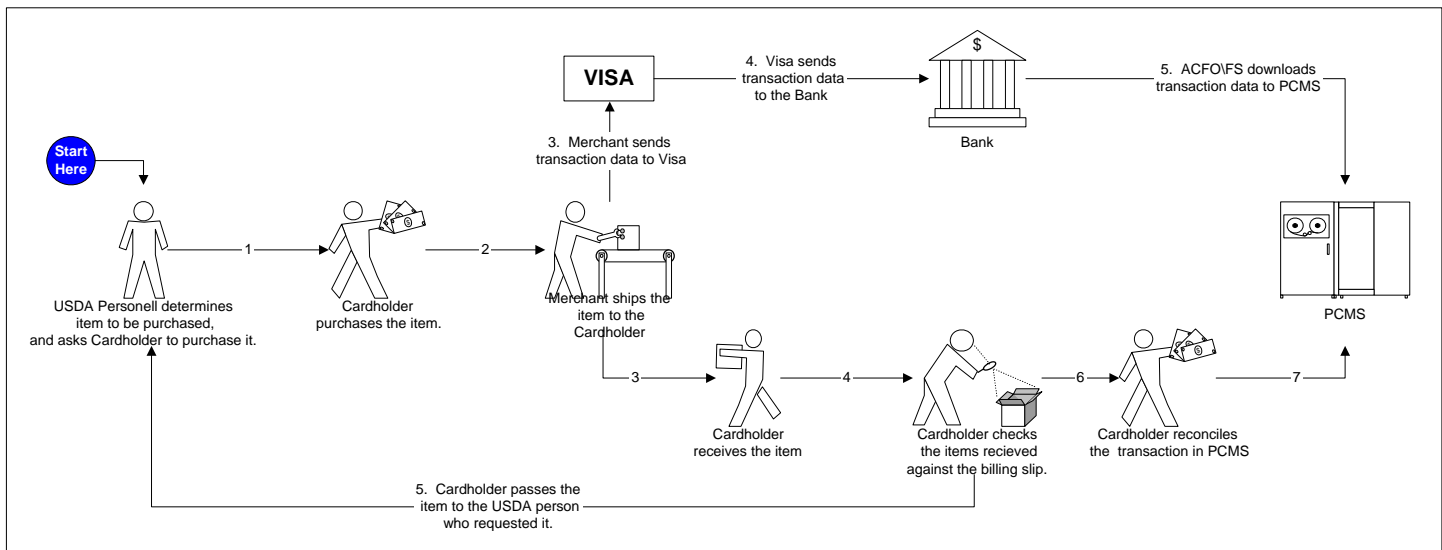 Start
Here
VISA
$
4. Visa sends
transaction data
to the Bank
5. ACFO\FS downloads
transaction data to PCMS
Bank
3. Merchant sends
transaction data to Visa
1
2
USDA Personell determines
item to be purchased,
and asks Cardholder to purchase it.
Cardholder
purchases the item.
Merchant ships the
item to the
Cardholder
PCMS
3
4
6
7
Cardholder
receives the item
Cardholder checks
the items recieved
against the billing slip.
Cardholder reconciles
the transaction in PCMS
5. Cardholder passes the
item to the USDA person
who requested it.